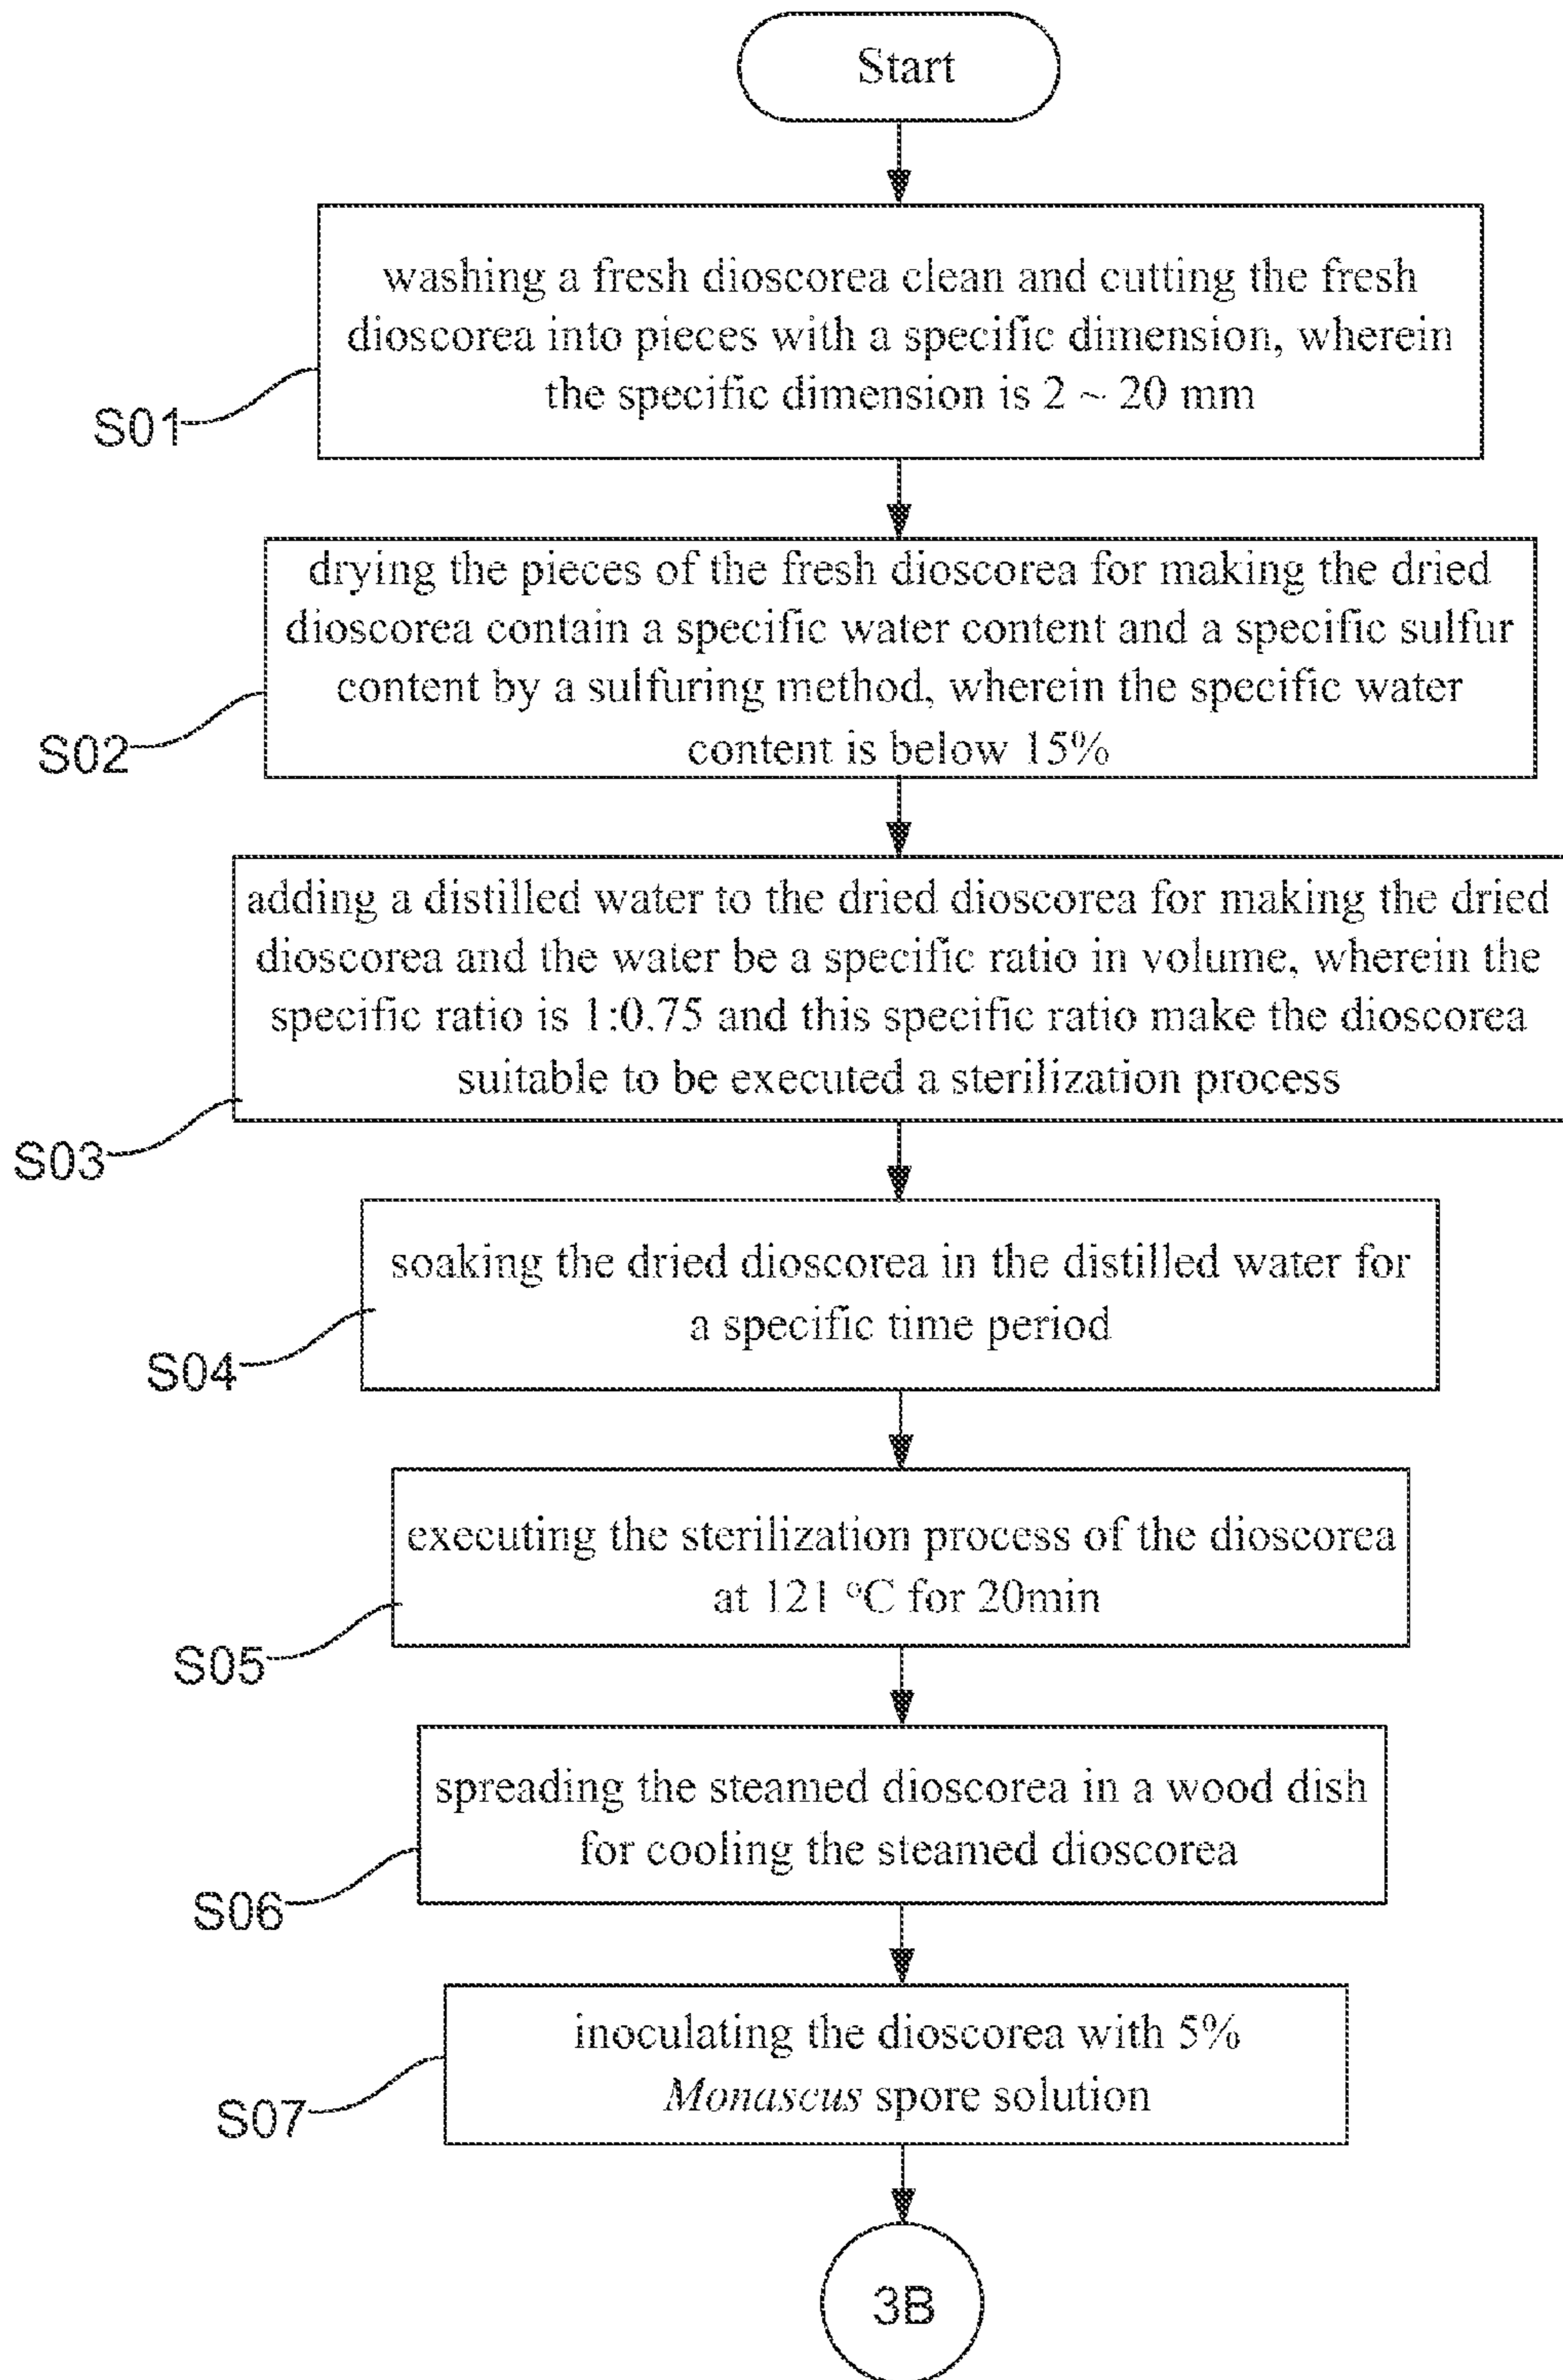 Start
washing a fresh dioscorea clean and cutting the fresh
dioscorea into pieces with a specific dimension, wherein
the specific dimension is 2 ~ 20 mm
S01
drying the pieces of the fresh dioscorea for making the dried
dioscorea contain a specific water content and a specific sulfur
content by a sulfuring method, wherein the specific water
content is below 15%
S02
adding a distilled water to the dried dioscorea for making the dried
dioscorea and the water be a specific ratio in volume, wherein the
specific ratio is 1:0.75 and this specific ratio make the dioscorea
suitable to be executed a sterilization process
S03
soaking the dried dioscorea in the distilled water for
a specific time period
S04
executing the sterilization process of the dioscorea
at 121 °C for 20min
S05
spreading the steamed dioscorea in a wood dish
for cooling the steamed dioscorea
S06
inoculating the dioscorea with 5%
Monascus spore solution
S07
3B